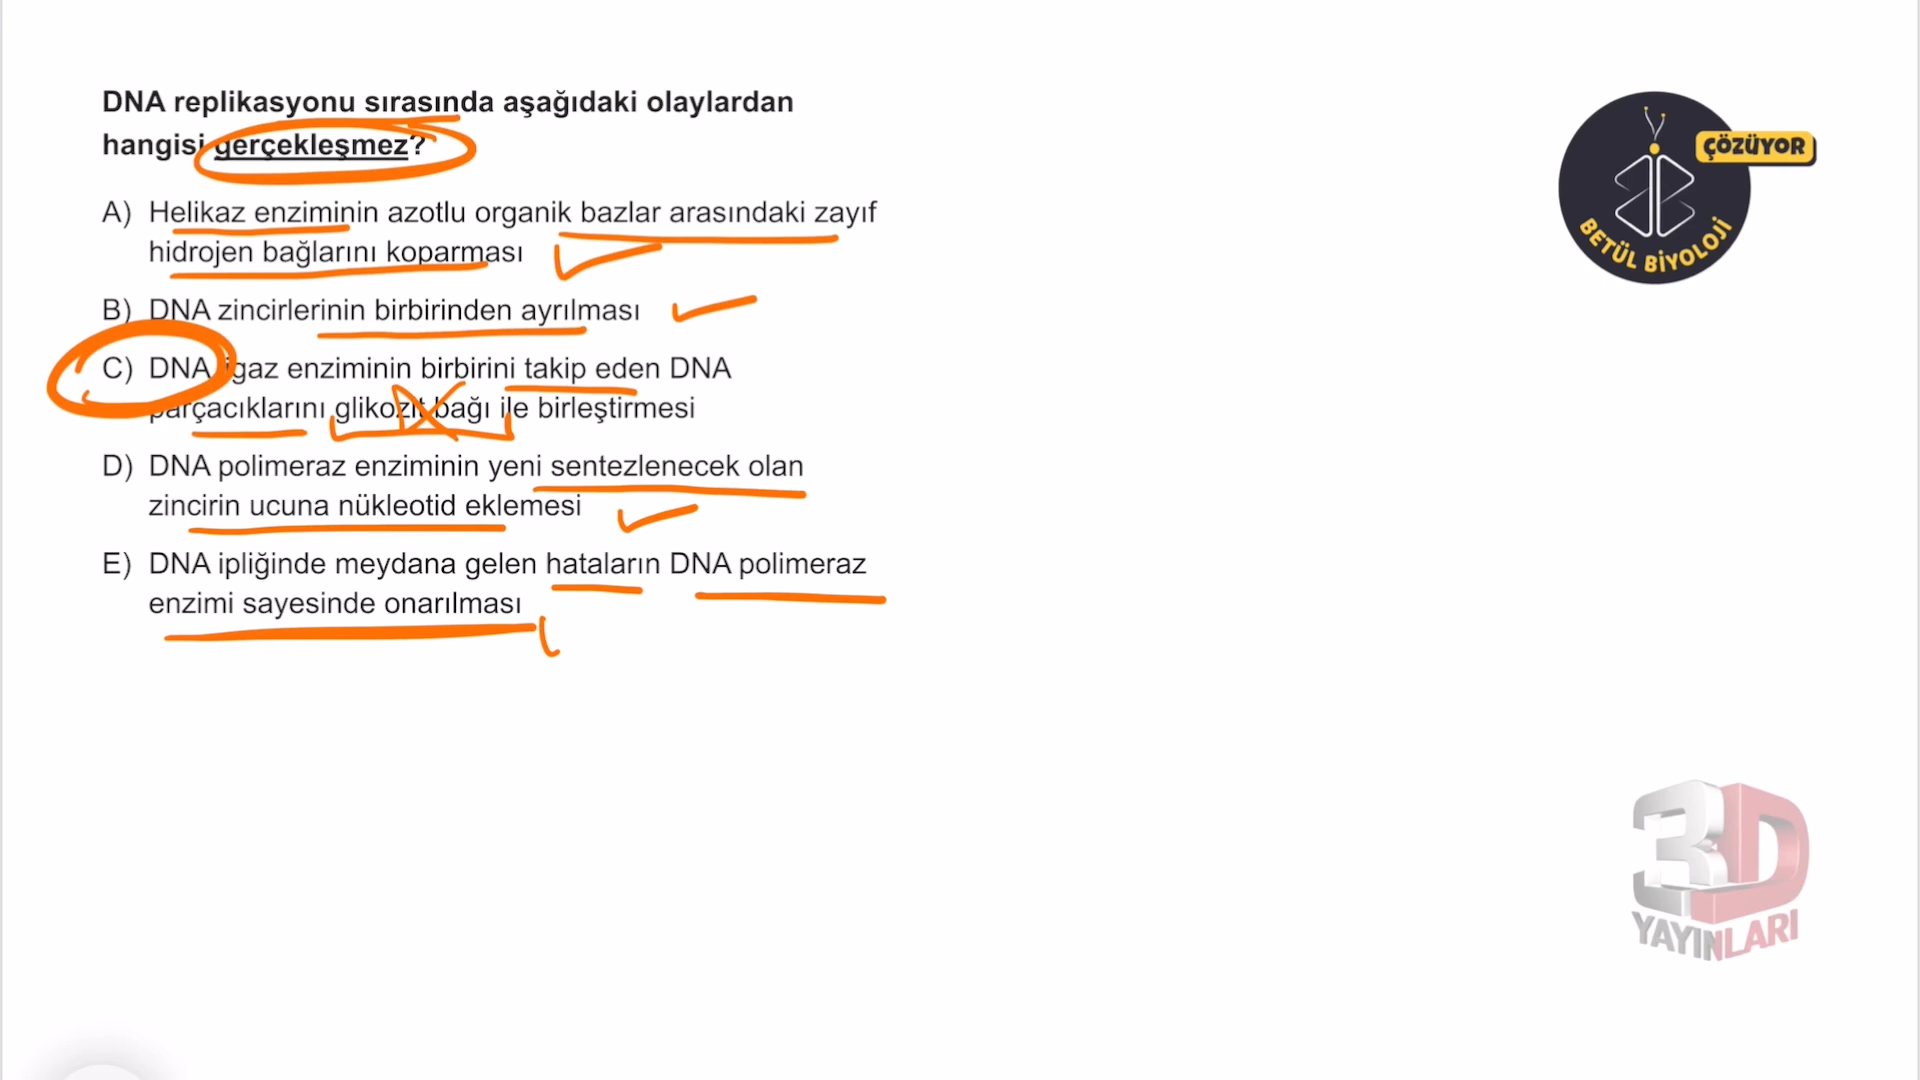 DNA replikasyonu sırasında aşağıdaki olaylardan
hangisi gerçekleşmez?
A) Helikaz enziminin azotlu organik bazlar arasındaki zayıf
hidrojen bağlarını koparması
B) DNA zincirlerinin birbirinden ayrılması
C) DNA ligaz enziminin birbirini takip eden DNA
parçacıklarını glikozit bağı ile birleştirmesi
D) DNA polimeraz enziminin yeni sentezlenecek olan
zincirin ucuna nükleotid eklemesi
E) DNA ipliğinde meydana gelen hataların DNA polimeraz
enzimi sayesinde onarılması
ÇÖZÜYOR
BETÜL BİYOLOJİ
3D
YAYINLARI